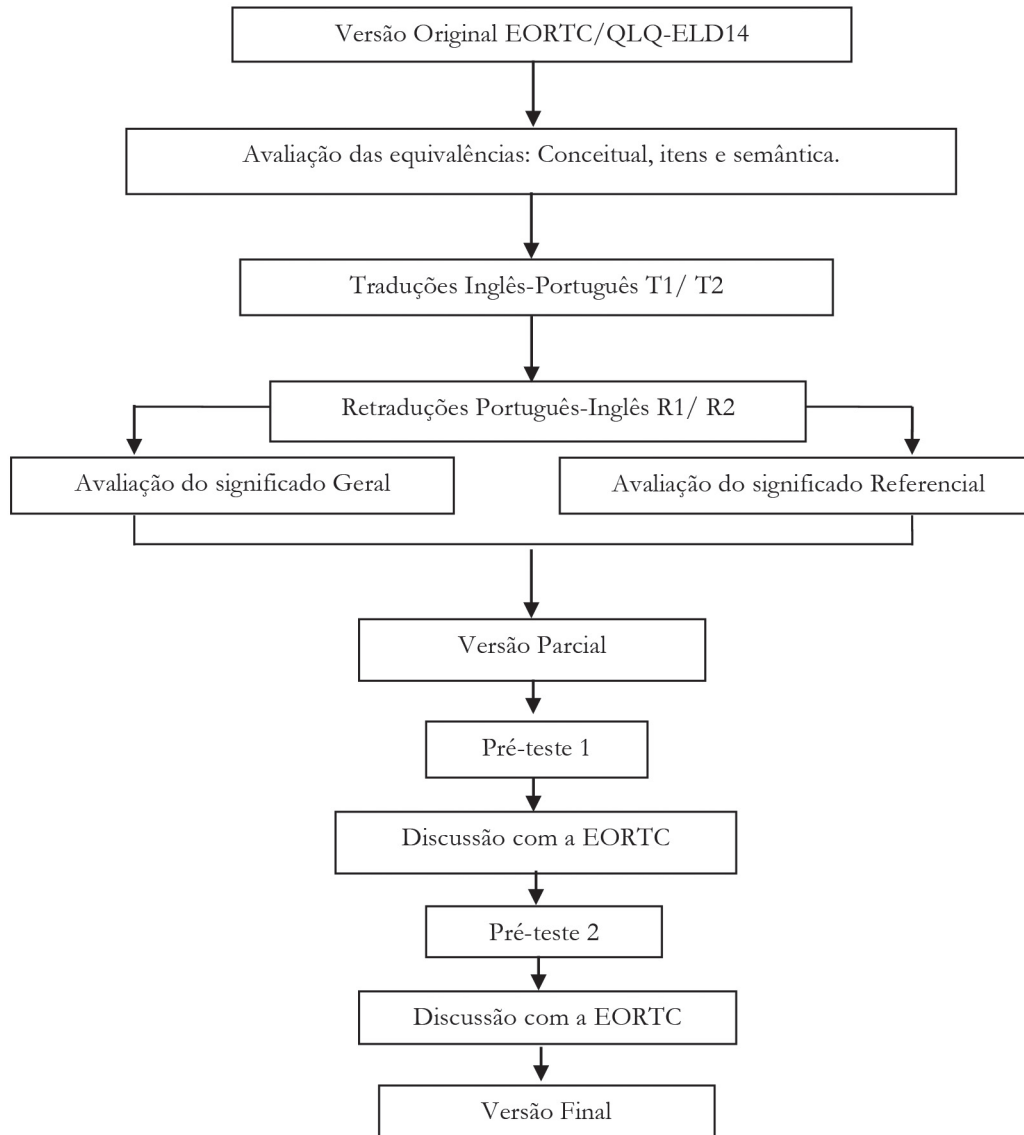 Versão Original EORTC/QLQ-ELD14
Avaliação das equivalências: Conceitual, itens e semântica.
Traduções Inglês-Português T1/ T2
Retraduções Português-Inglês R1/ R2
Avaliação do significado Geral
Avaliação do significado Referencial
Versão Parcial
Pré-teste 1
Discussão com a EORTC
Pré-teste 2
Discussão com a EORTC
Versão Final